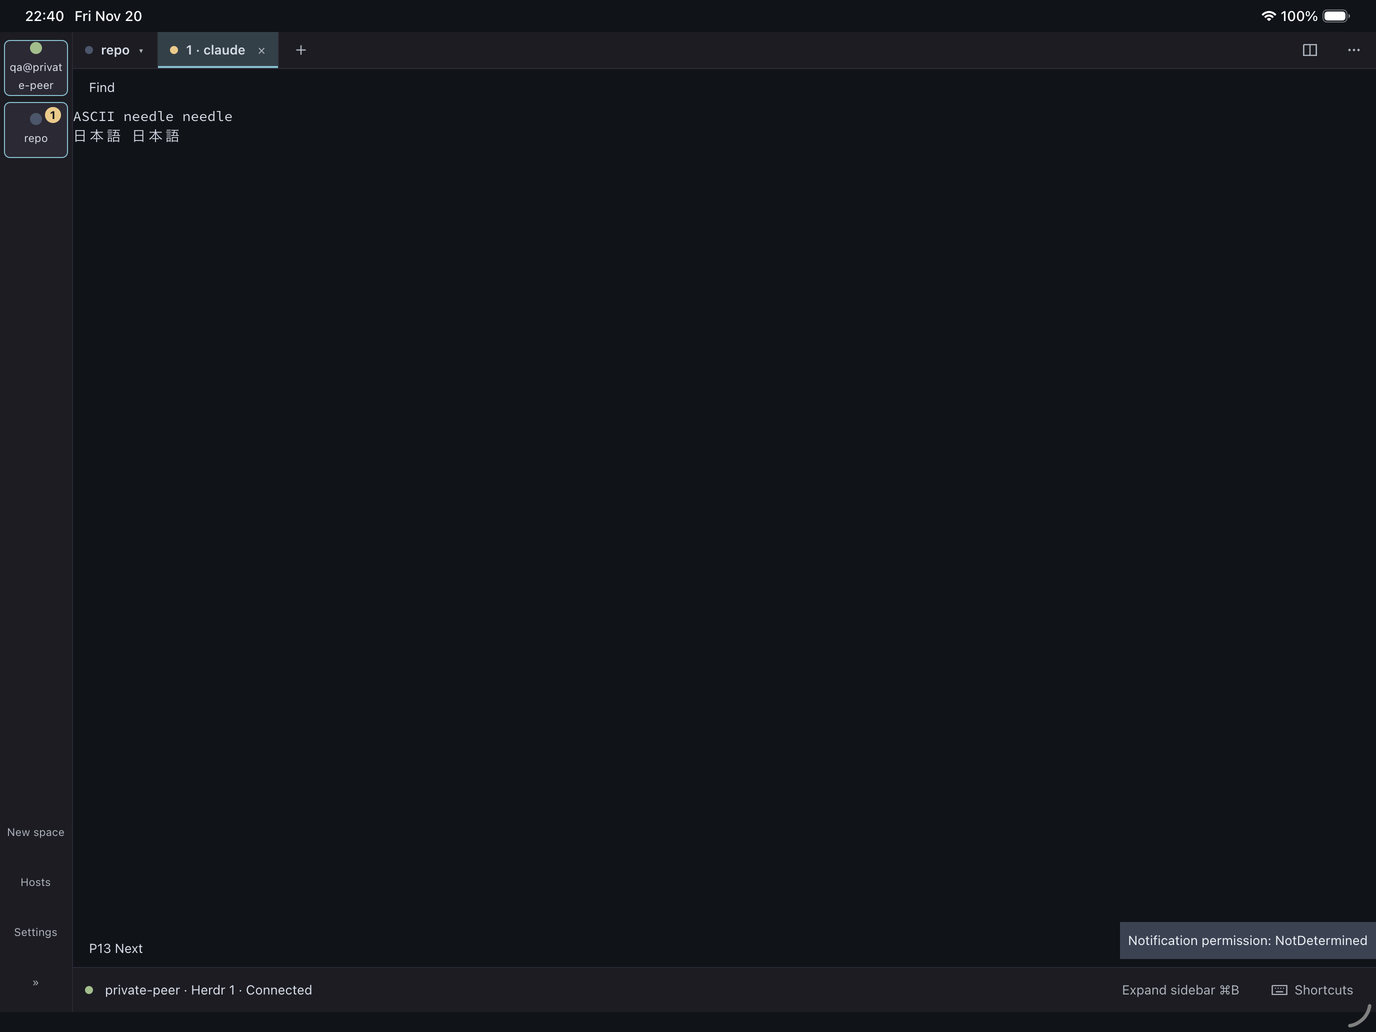 22:40 Fri Nov 20
100%
qa@privat
e-peer
1
repo
repo ▾
1 · claude ×
+
···
Find
ASCII needle needle
日本語 日本語
New space
Hosts
Settings
»
P13 Next
Notification permission: NotDetermined
private-peer · Herdr 1 · Connected
Expand sidebar ⌘B
Shortcuts